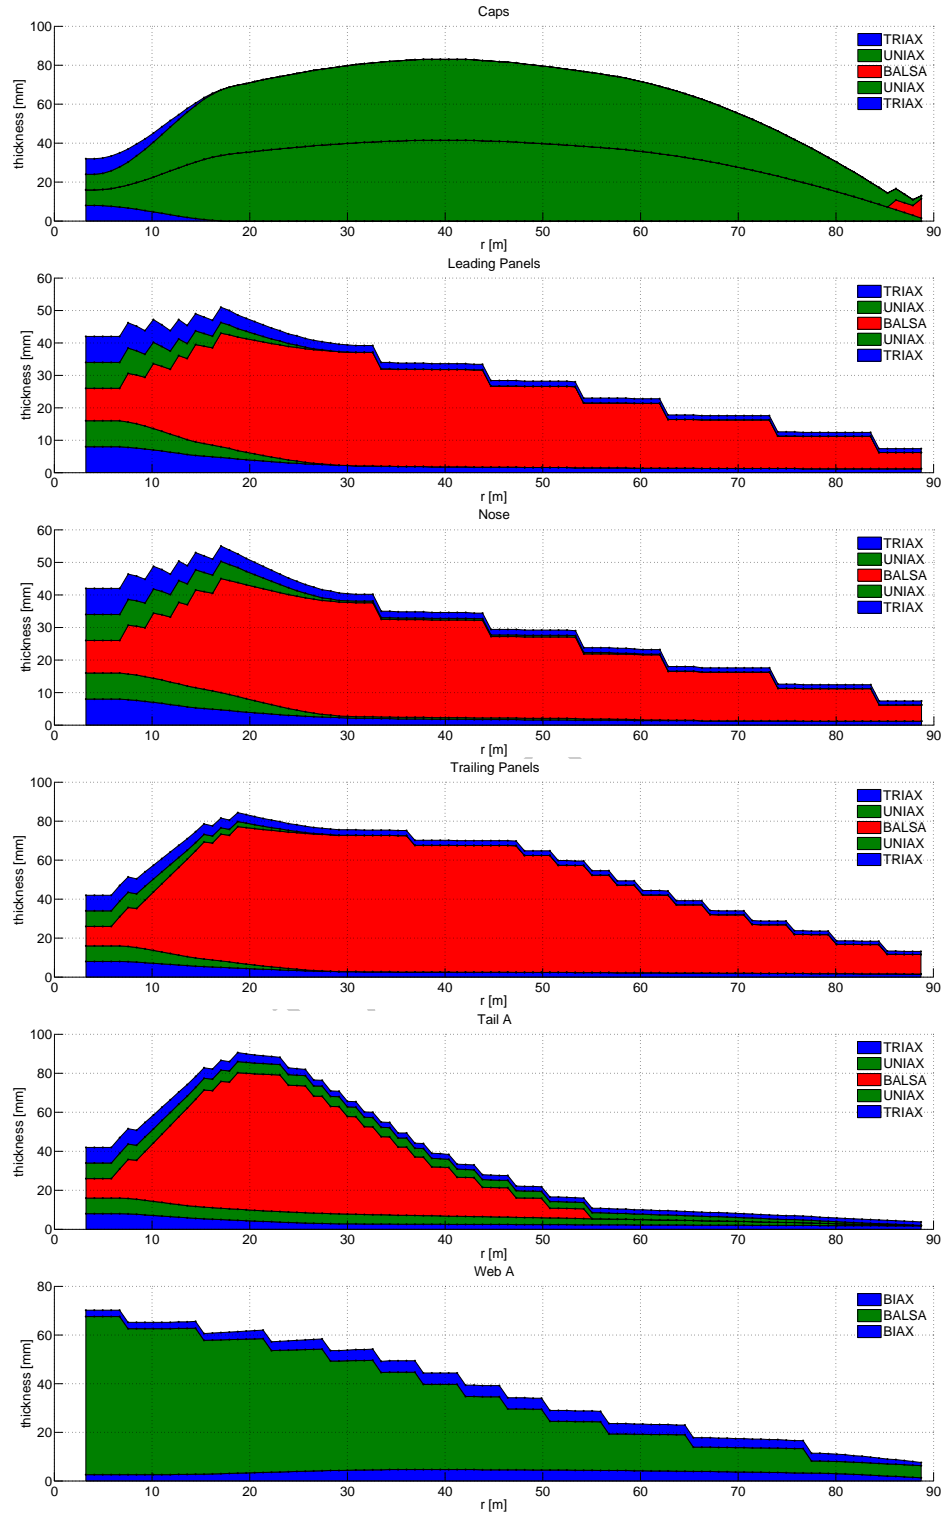 Caps
100
80
60
40
20
0
thickness [mm]
TRIAX
UNIAX
BALSA
UNIAX
TRIAX
0 10 20 30 40 50 60 70 80 90
r [m]
Leading Panels
60
50
40
30
20
10
0
thickness [mm]
TRIAX
UNIAX
BALSA
UNIAX
TRIAX
0 10 20 30 40 50 60 70 80 90
r [m]
Nose
60
50
40
30
20
10
0
thickness [mm]
TRIAX
UNIAX
BALSA
UNIAX
TRIAX
0 10 20 30 40 50 60 70 80 90
r [m]
Trailing Panels
100
80
60
40
20
0
thickness [mm]
TRIAX
UNIAX
BALSA
UNIAX
TRIAX
0 10 20 30 40 50 60 70 80 90
r [m]
Tail A
100
80
60
40
20
0
thickness [mm]
TRIAX
UNIAX
BALSA
UNIAX
TRIAX
0 10 20 30 40 50 60 70 80 90
r [m]
Web A
80
60
40
20
0
thickness [mm]
BIAX
BALSA
BIAX
0 10 20 30 40 50 60 70 80 90
r [m]